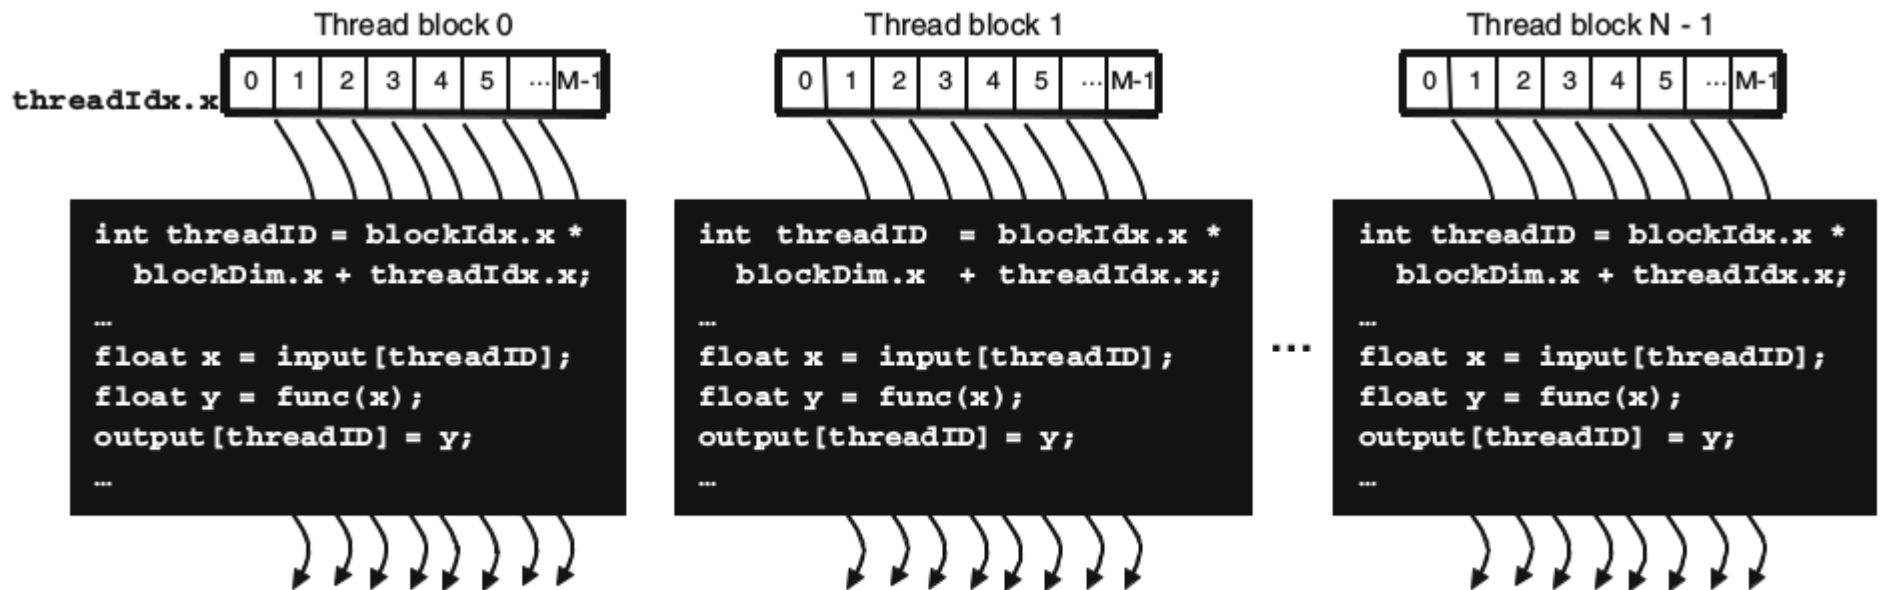 Thread block 0
threadIdx.x
0 1 2 3 4 5 ... M-1
int threadID = blockIdx.x *
blockDim.x + threadIdx.x;
…
float x = input[threadID];
float y = func(x);
output[threadID] = y;
…
Thread block 1
0 1 2 3 4 5 ... M-1
int threadID = blockIdx.x *
blockDim.x + threadIdx.x;
…
float x = input[threadID];
float y = func(x);
output[threadID] = y;
…
...
Thread block N - 1
0 1 2 3 4 5 ... M-1
int threadID = blockIdx.x *
blockDim.x + threadIdx.x;
…
float x = input[threadID];
float y = func(x);
output[threadID] = y;
…